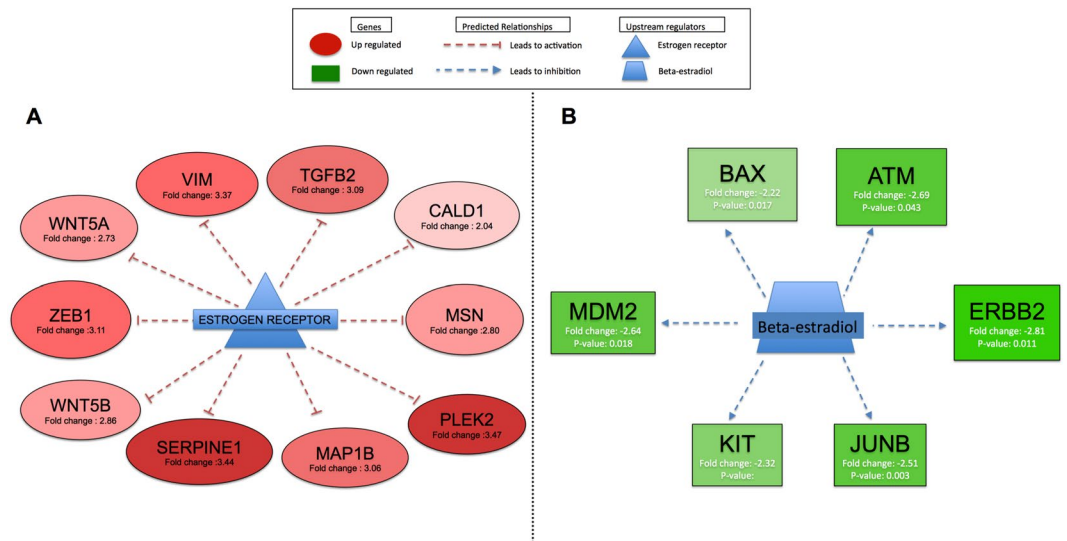 Genes
Predicted Relationships
Upstream regulators
Up regulated
Leads to activation
Estrogen receptor
Down regulated
Leads to inhibition
Beta-estradiol
A
VIM
Fold change: 3.37
TGFB2
Fold change : 3.09
WNT5A
Fold change : 2.73
CALD1
Fold change : 2.04
ZEB1
Fold change :3.11
ESTROGEN RECEPTOR
MSN
Fold change : 2.80
WNT5B
Fold change : 2.86
SERPINE1
Fold change :3.44
MAP1B
Fold change : 3.06
PLEK2
Fold change :3.47
B
BAX
Fold change: -2.22
P-value: 0.017
ATM
Fold change: -2.69
P-value: 0.043
MDM2
Fold change: -2.64
P-value: 0.018
Beta-estradiol
ERBB2
Fold change: -2.81
P-value: 0.011
KIT
Fold change: -2.32
P-value:
JUNB
Fold change: -2.51
P-value: 0.003